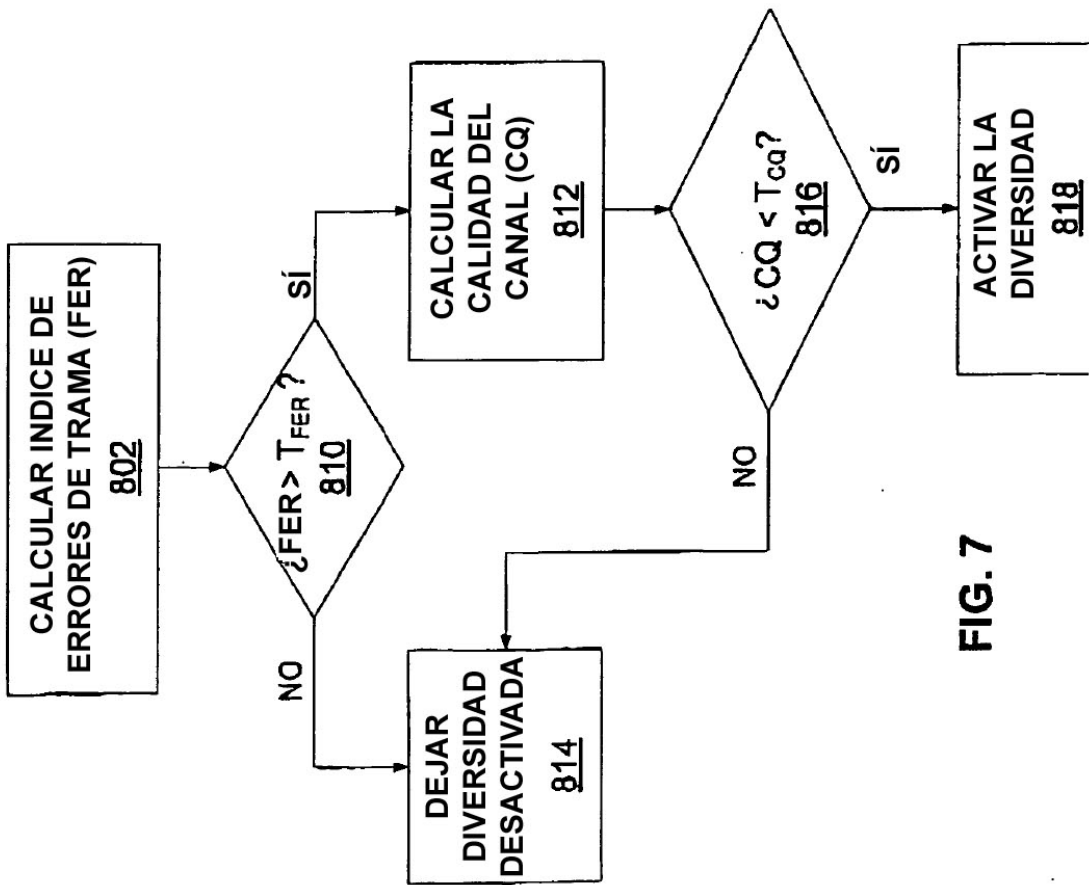 CALCULAR INDICE DE
ERRORES DE TRAMA (FER)
802
¿FER > TFER ?
810
NO
SÍ
DEJAR
DIVERSIDAD
DESACTIVADA
814
CALCULAR LA
CALIDAD DEL
CANAL (CQ)
812
¿CQ < TCQ?
816
NO
SÍ
ACTIVAR LA
DIVERSIDAD
818
FIG. 7